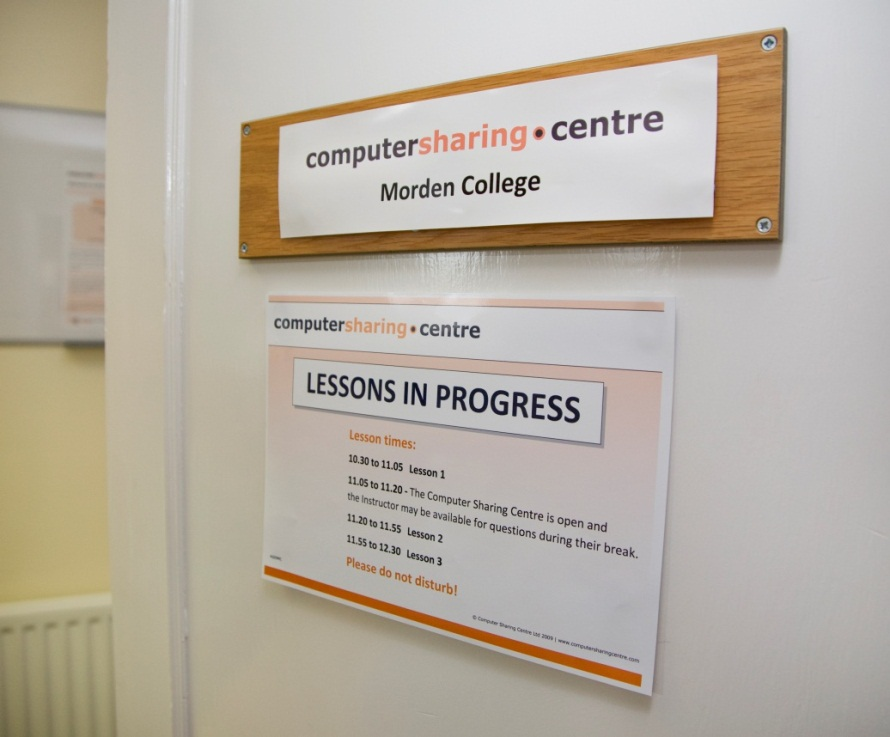 computersharing•centre
Morden College
computersharing•centre
LESSONS IN PROGRESS
Lesson times:
10.30 to 11.05 Lesson 1
11.05 to 11.20 - The Computer Sharing Centre is open and
the Instructor may be available for questions during their break.
11.20 to 11.55 Lesson 2
11.55 to 12.30 Lesson 3
Please do not disturb!
© Computer Sharing Centre Ltd 2009 | www.computersharingcentre.com